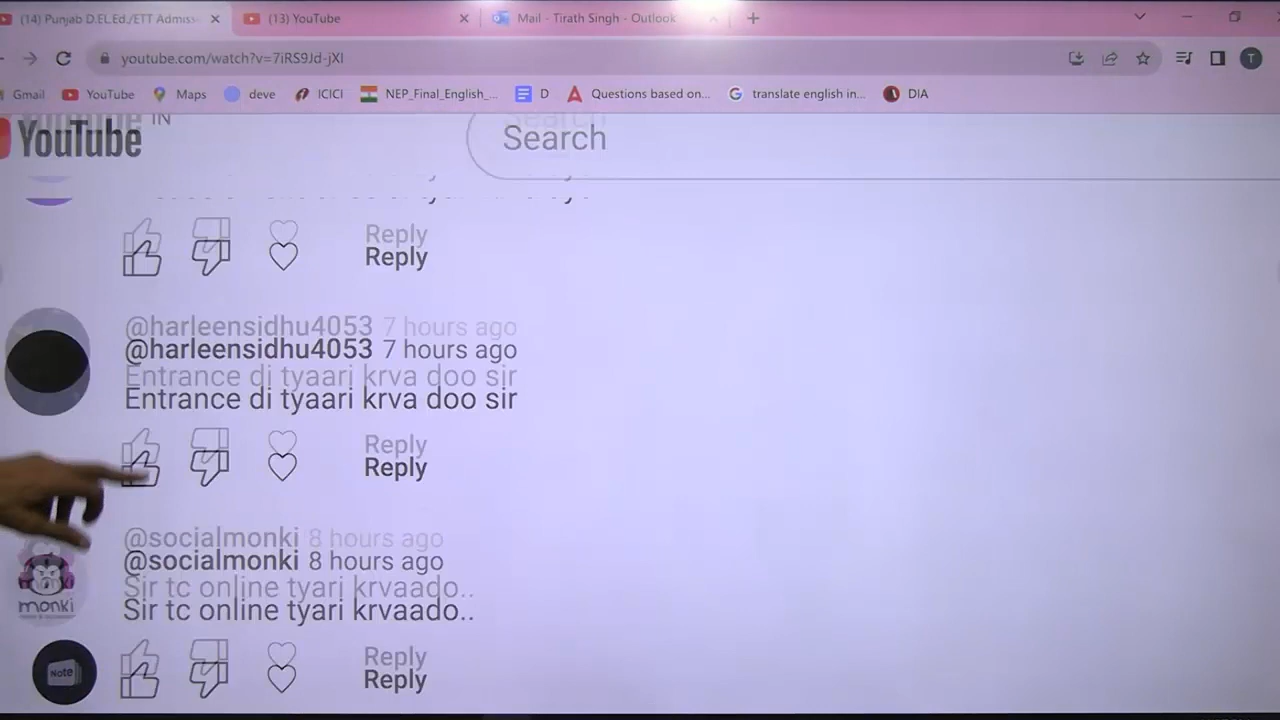 (14) Punjab D.EL.Ed./ETT Admiss
(13) YouTube
Mail - Tirath Singh - Outlook
youtube.com/watch?v=7iRS9Jd-jXI
T
Gmail
YouTube
Maps
deve
ICICI
NEP_Final_English_...
D
Questions based on...
translate english in...
DIA
YouTube
IN
Search
Reply
@harleensidhu4053 7 hours ago
Entrance di tyaari krva doo sir
Reply
@socialmonki 8 hours ago
Sir tc online tyari krvaado..
monki
Note
Reply